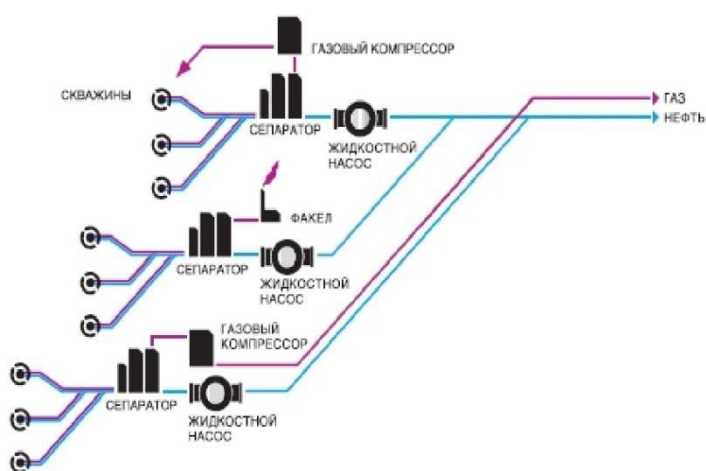 ГАЗОВЫЙ КОМПРЕССОР
СКВАЖИНЫ
ГАЗ
НЕФТЬ
СЕПАРАТОР
ЖИДКОСТНОЙ
НАСОС
ФАКЕЛ
СЕПАРАТОР
ЖИДКОСТНОЙ
НАСОС
ГАЗОВЫЙ
КОМПРЕССОР
СЕПАРАТОР
ЖИДКОСТНОЙ
НАСОС